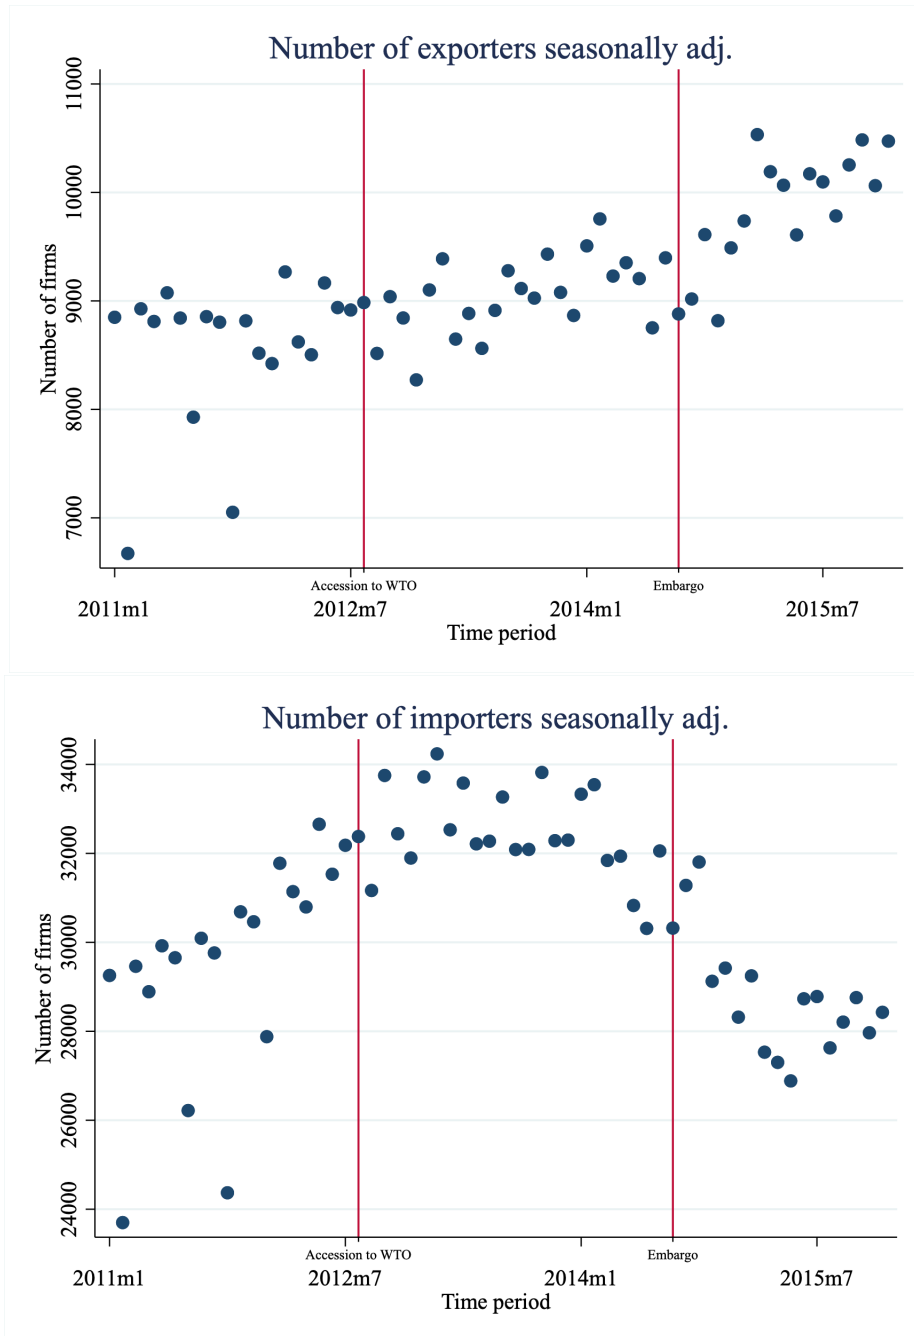 Number of exporters seasonally adj.
11000
10000
9000
8000
7000
Number of firms
Accession to WTO
Embargo
2011m1
2012m7
2014m1
2015m7
Time period
Number of importers seasonally adj.
34000
32000
30000
28000
26000
24000
Number of firms
Accession to WTO
Embargo
2011m1
2012m7
2014m1
2015m7
Time period